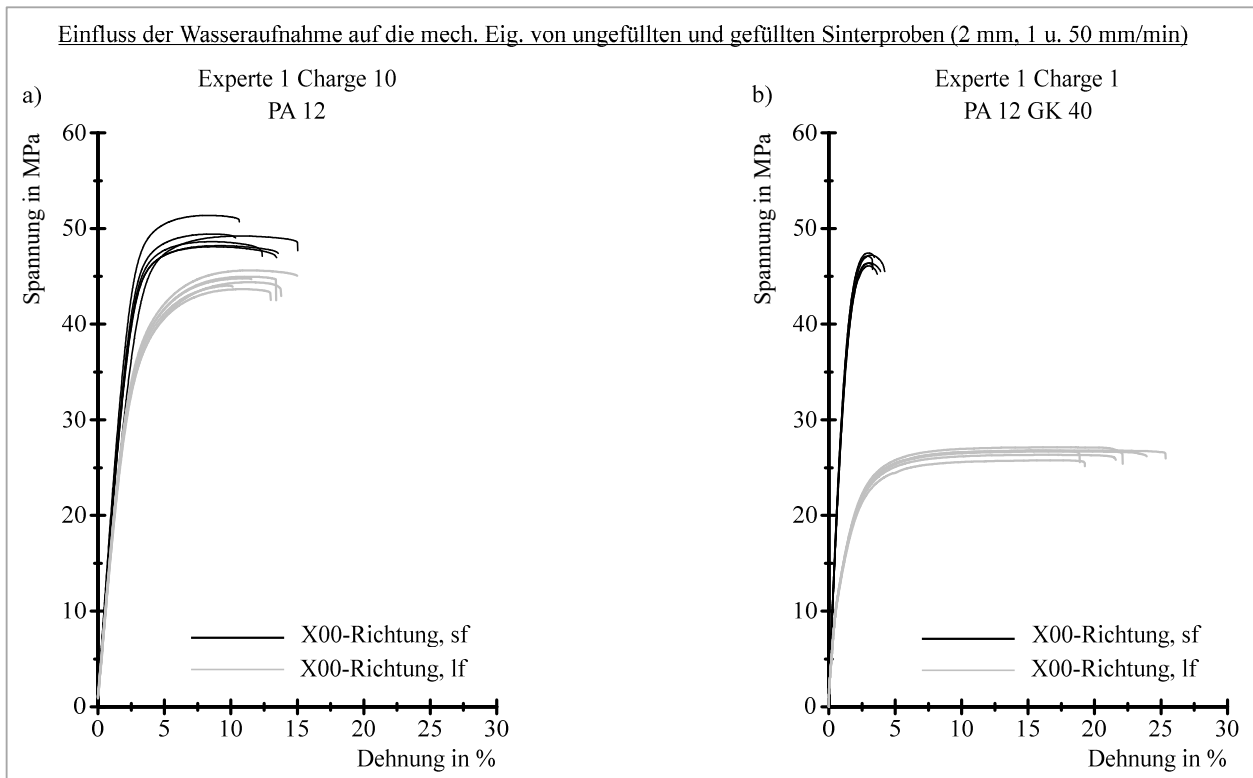 Einfluss der Wasseraufnahme auf die mech. Eig. von ungefüllten und gefüllten Sinterproben (2 mm, 1 u. 50 mm/min)
a)
Experte 1 Charge 10
PA 12
Spannung in MPa
60
50
40
30
20
10
0
X00-Richtung, sf
X00-Richtung, lf
0 5 10 15 20 25 30
Dehnung in %
b)
Experte 1 Charge 1
PA 12 GK 40
Spannung in MPa
60
50
40
30
20
10
0
X00-Richtung, sf
X00-Richtung, lf
0 5 10 15 20 25 30
Dehnung in %